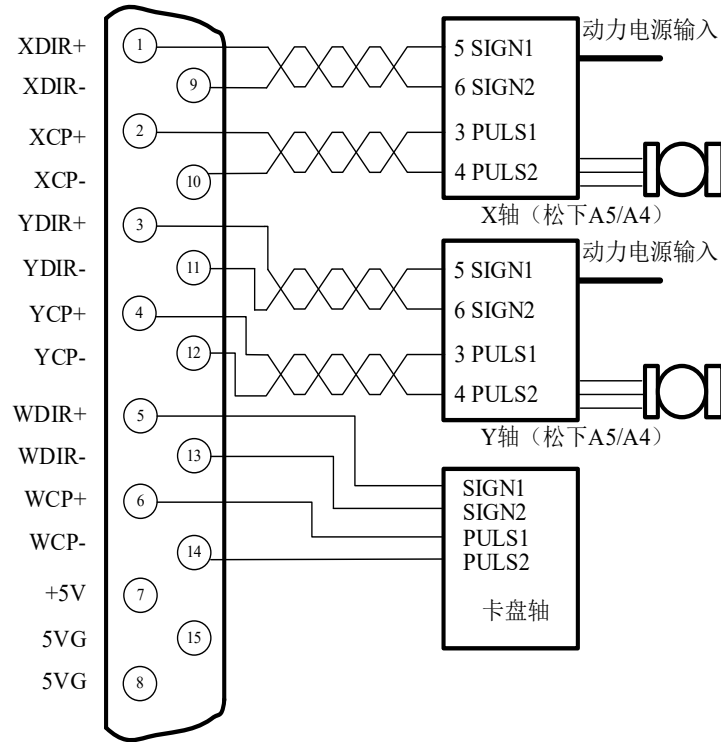 XDIR+
1
XDIR-
9
XCP+
2
XCP-
10
YDIR+
3
YDIR-
11
YCP+
4
YCP-
12
WDIR+
5
WDIR-
13
WCP+
6
WCP-
14
+5V
7
5VG
15
5VG
8
5 SIGN1
6 SIGN2
3 PULS1
4 PULS2
动力电源输入
X轴（松下A5/A4）
5 SIGN1
6 SIGN2
3 PULS1
4 PULS2
动力电源输入
Y轴（松下A5/A4）
SIGN1
SIGN2
PULS1
PULS2
卡盘轴